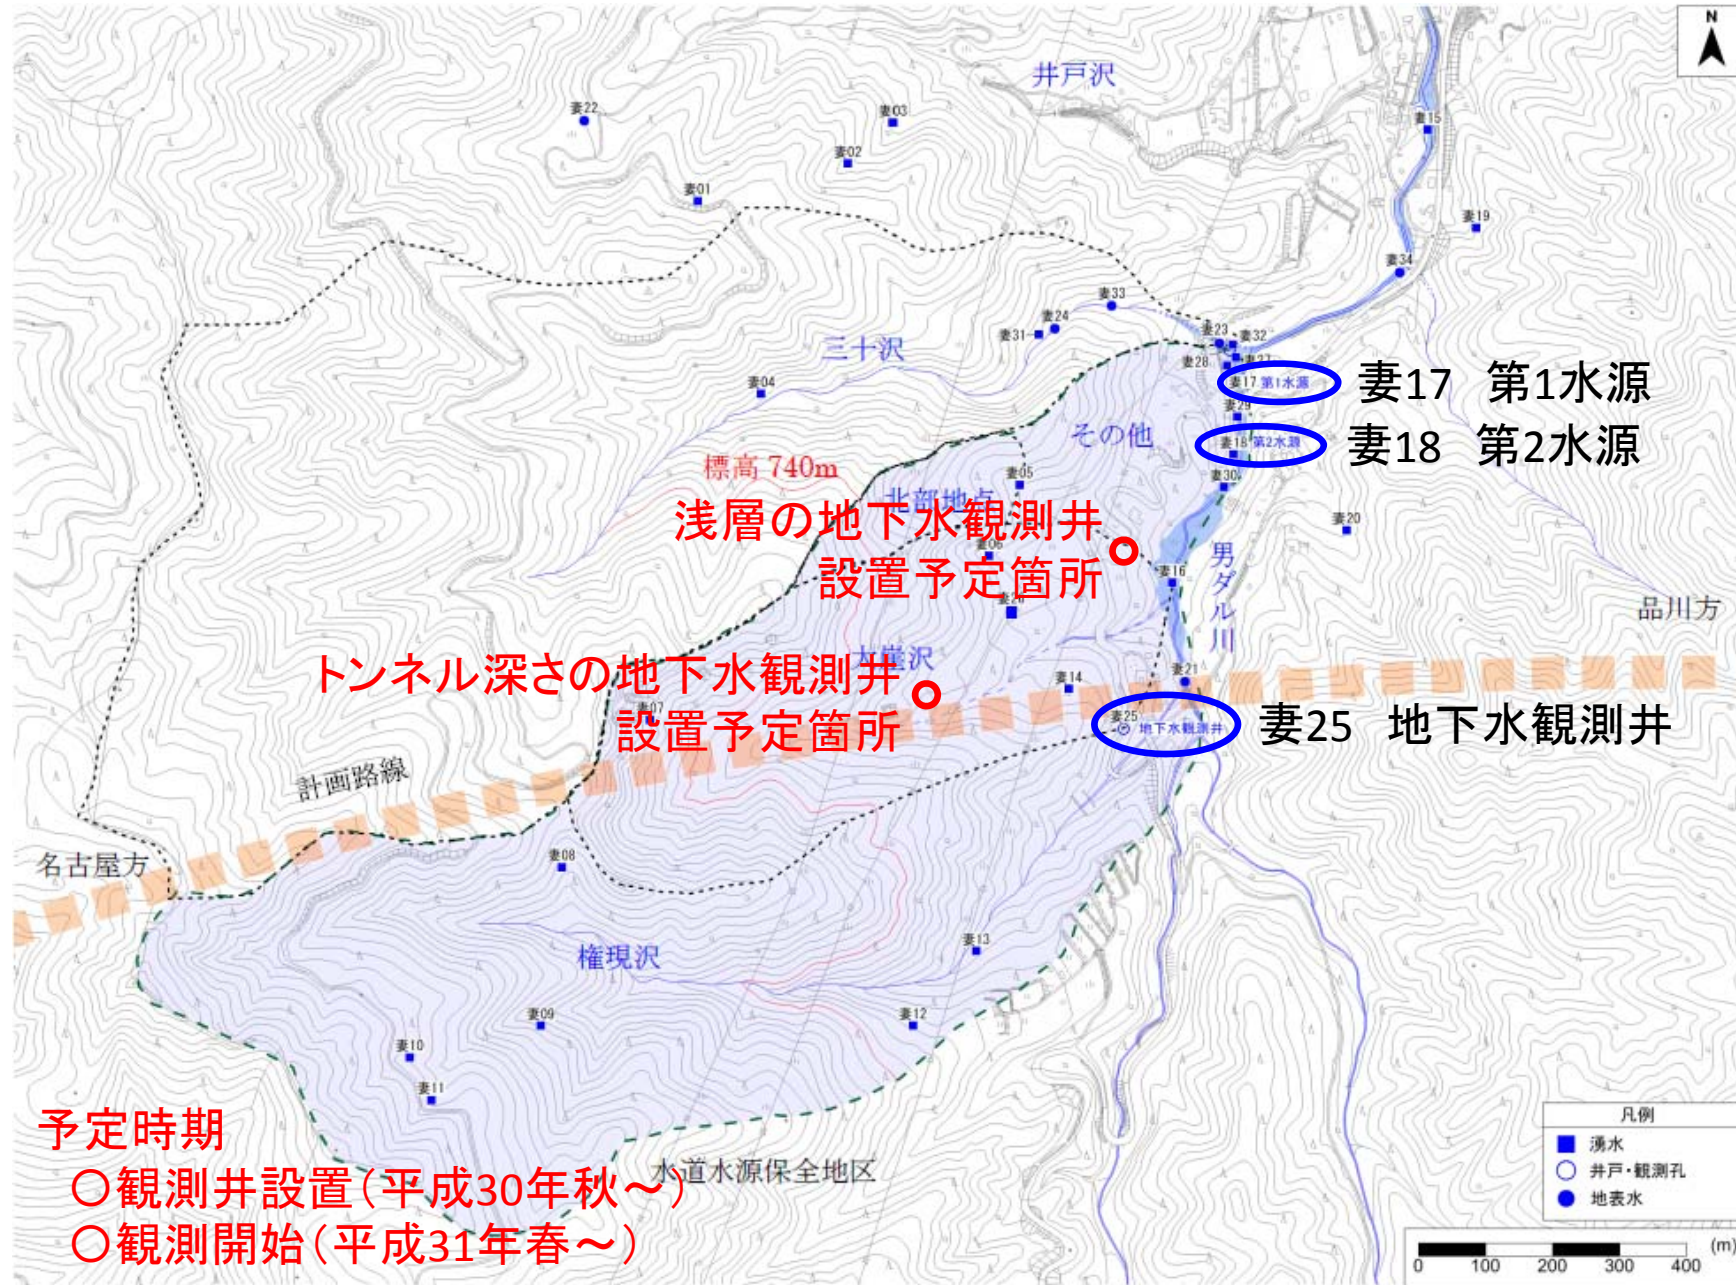 N
井戸沢
妻22
妻03
妻02
妻15
妻01
妻19
妻34
妻33
妻24
妻31
妻23
妻32
妻27
妻28
三十沢
妻17 第1水源
妻17 第1水源
妻04
妻29
その他
妻18 第2水源
妻18 第2水源
標高 740m
妻05
妻30
北部地点
浅層の地下水観測井
設置予定箇所
妻20
妻06
妻16
男ダル川
品川方
妻26
大崖沢
トンネル深さの地下水観測井
設置予定箇所
妻14
妻21
妻07
妻25
地下水観測井
妻25 地下水観測井
計画路線
名古屋方
妻08
権現沢
妻13
妻09
妻12
妻10
妻11
予定時期
○観測井設置(平成30年秋~)
○観測開始(平成31年春~)
水道水源保全地区
凡例
湧水
井戸・観測孔
地表水
(m)
0 100 200 300 400